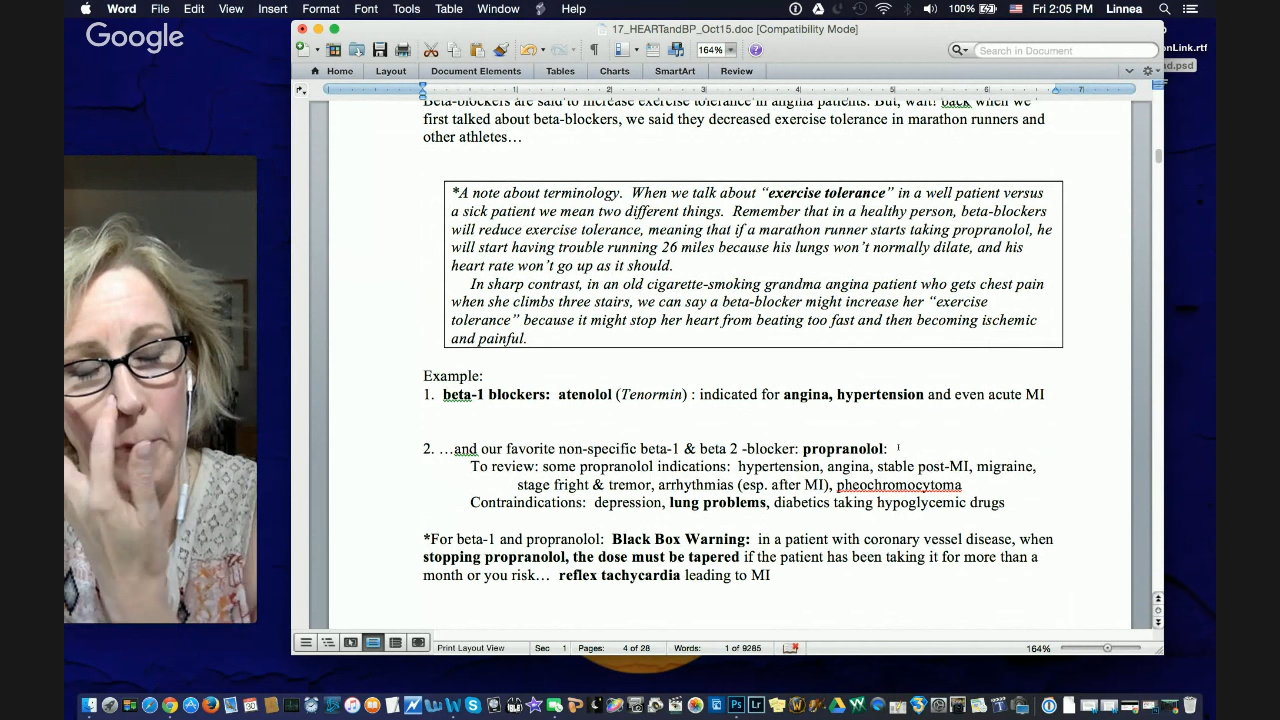 Word File Edit View Insert Format Font Tools Table Window Help 100% Fri 2:05 PM Linnea
Google
17_HEARTandBP_Oct15.doc [Compatibility Mode]
164% Search in Document
onLink.rtf
nd.psd
Home Layout Document Elements Tables Charts SmartArt Review
1 2 3 4 5 6 7
Beta-blockers are said to increase exercise tolerance in angina patients. But, wait! back when we
first talked about beta-blockers, we said they decreased exercise tolerance in marathon runners and
other athletes…
*A note about terminology. When we talk about “exercise tolerance” in a well patient versus
a sick patient we mean two different things. Remember that in a healthy person, beta-blockers
will reduce exercise tolerance, meaning that if a marathon runner starts taking propranolol, he
will start having trouble running 26 miles because his lungs won’t normally dilate, and his
heart rate won’t go up as it should.
In sharp contrast, in an old cigarette-smoking grandma angina patient who gets chest pain
when she climbs three stairs, we can say a beta-blocker might increase her “exercise
tolerance” because it might stop her heart from beating too fast and then becoming ischemic
and painful.
Example:
1. beta-1 blockers: atenolol (Tenormin) : indicated for angina, hypertension and even acute MI
2. …and our favorite non-specific beta-1 & beta 2 -blocker: propranolol:
To review: some propranolol indications: hypertension, angina, stable post-MI, migraine,
stage fright & tremor, arrhythmias (esp. after MI), pheochromocytoma
Contraindications: depression, lung problems, diabetics taking hypoglycemic drugs
*For beta-1 and propranolol: Black Box Warning: in a patient with coronary vessel disease, when
stopping propranolol, the dose must be tapered if the patient has been taking it for more than a
month or you risk… reflex tachycardia leading to MI
Print Layout View Sec 1 Pages: 4 of 28 Words: 1 of 9285 164%